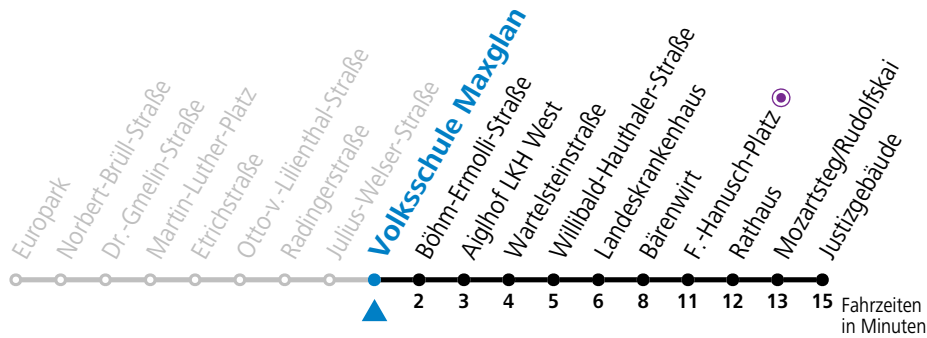 Europark
Norbert-Brüll-Straße
Dr.-Gmelin-Straße
Martin-Luther-Platz
Etrichstraße
Otto-v.-Lilienthal-Straße
Radingerstraße
Julius-Welser-Straße
Volksschule Maxglan
Böhm-Ermolli-Straße
Aiglhof LKH West
Wartelsteinstraße
Willibald-Hauthaler-Straße
Landeskrankenhaus
Bärenwirt
F.-Hanusch-Platz
Rathaus
Mozartsteg/Rudolfskai
Justizgebäude
2 3 4 5 6 8 11 12 13 15
Fahrzeiten
in Minuten